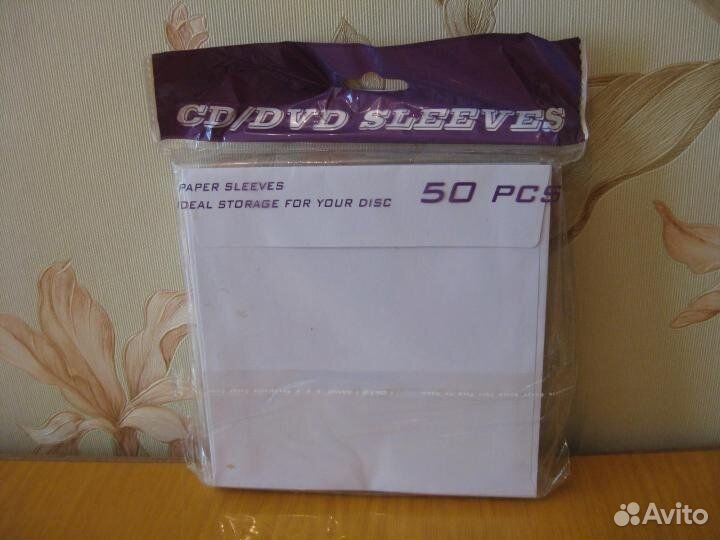 CD/DVD SLEEVES
PAPER SLEEVES
IDEAL STORAGE FOR YOUR DISC
50 PCS
Avito